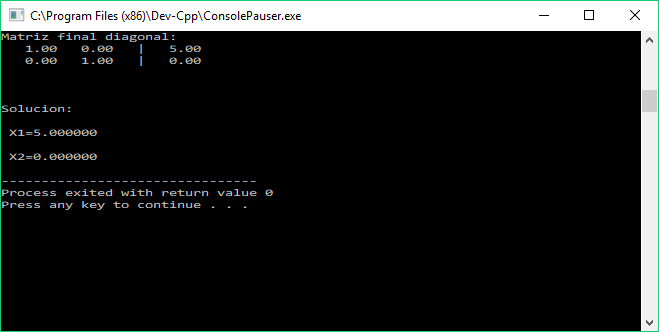 C:\Program Files (x86)\Dev-Cpp\ConsolePauser.exe
Matriz final diagonal:
1.00 0.00 | 5.00
0.00 1.00 | 0.00
Solucion:
X1=5.000000
X2=0.000000
--------------------------------
Process exited with return value 0
Press any key to continue . . .